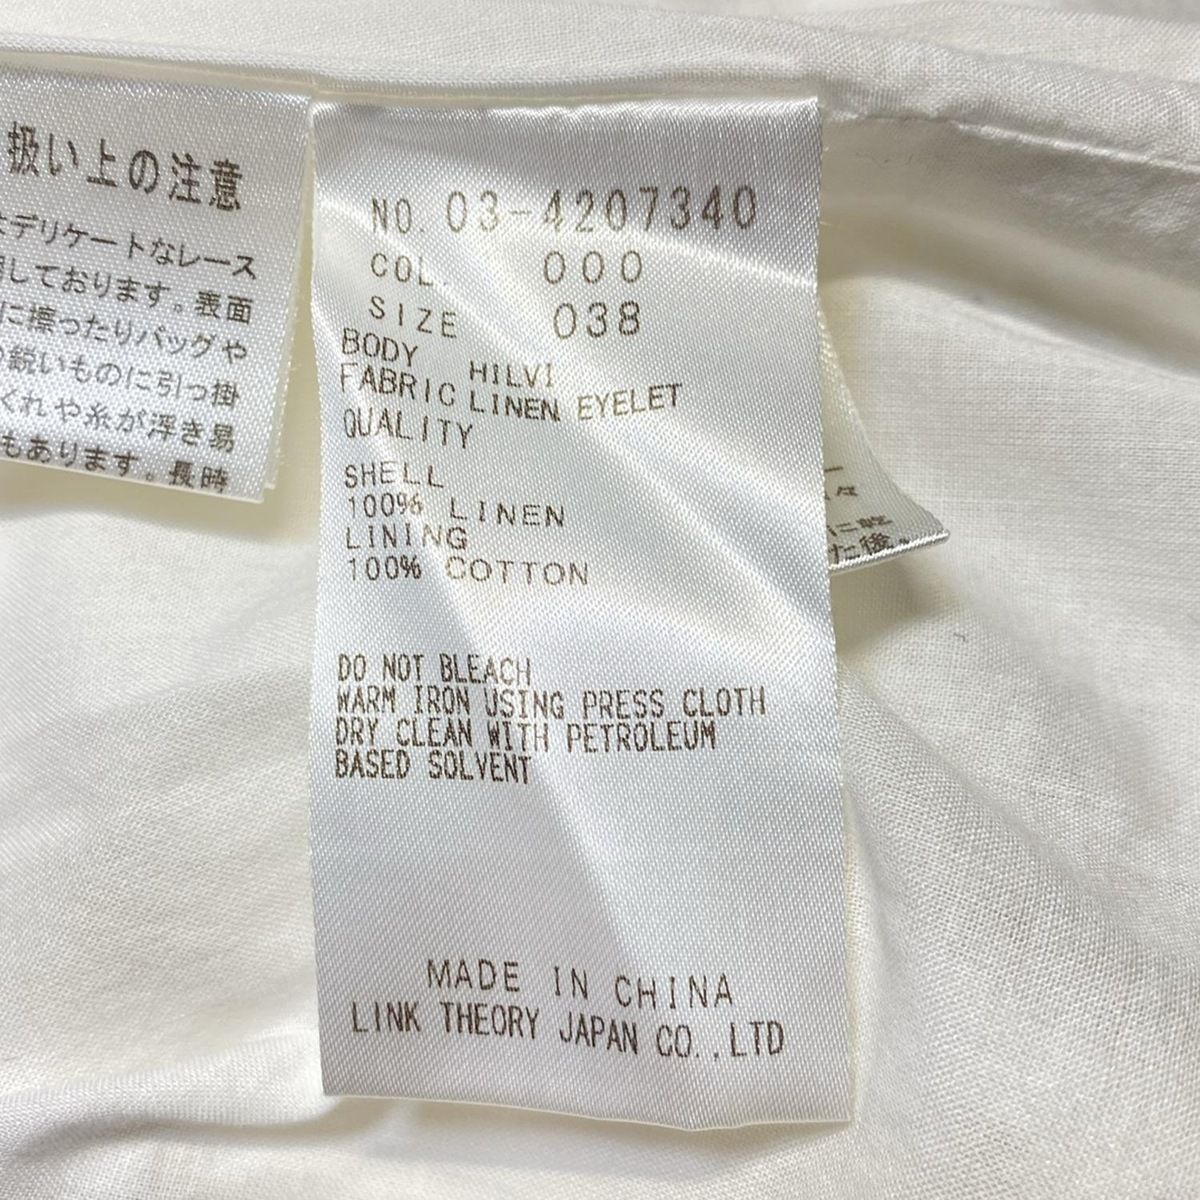 扱い上の注意
デリケートなレース
しております。表面
に擦ったりバッグや
鋭いものに引っ掛
くれや糸が浮き易
もあります。長時
NO. 03-4207340
COL. 000
SIZE 038
BODY HILVI
FABRIC LINEN EYELET
QUALITY
SHELL
100% LINEN
LINING
100% COTTON
DO NOT BLEACH
WARM IRON USING PRESS CLOTH
DRY CLEAN WITH PETROLEUM
BASED SOLVENT
MADE IN CHINA
LINK THEORY JAPAN CO.,LTD
た後。